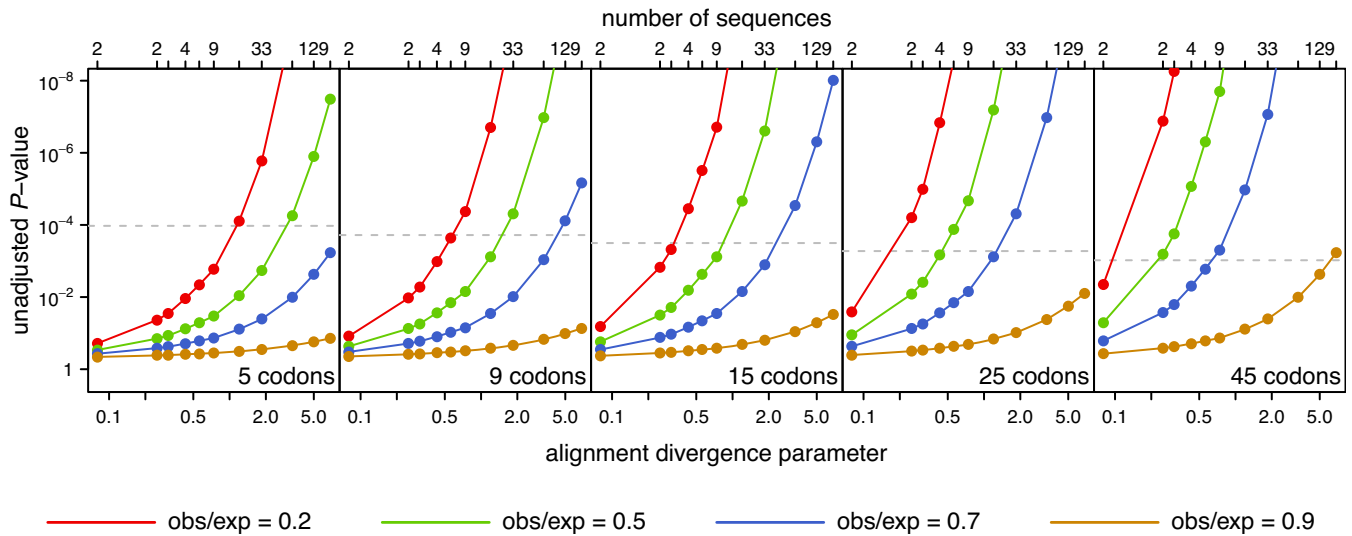 number of sequences
2 2 4 9 33 129 2 2 4 9 33 129 2 2 4 9 33 129 2 2 4 9 33 129 2 2 4 9 33 129
unadjusted P−value
10−8
10−6
10−4
10−2
1
5 codons 9 codons 15 codons 25 codons 45 codons
0.1 0.5 2.0 5.0 0.1 0.5 2.0 5.0 0.1 0.5 2.0 5.0 0.1 0.5 2.0 5.0 0.1 0.5 2.0 5.0
alignment divergence parameter
obs/exp = 0.2 obs/exp = 0.5 obs/exp = 0.7 obs/exp = 0.9